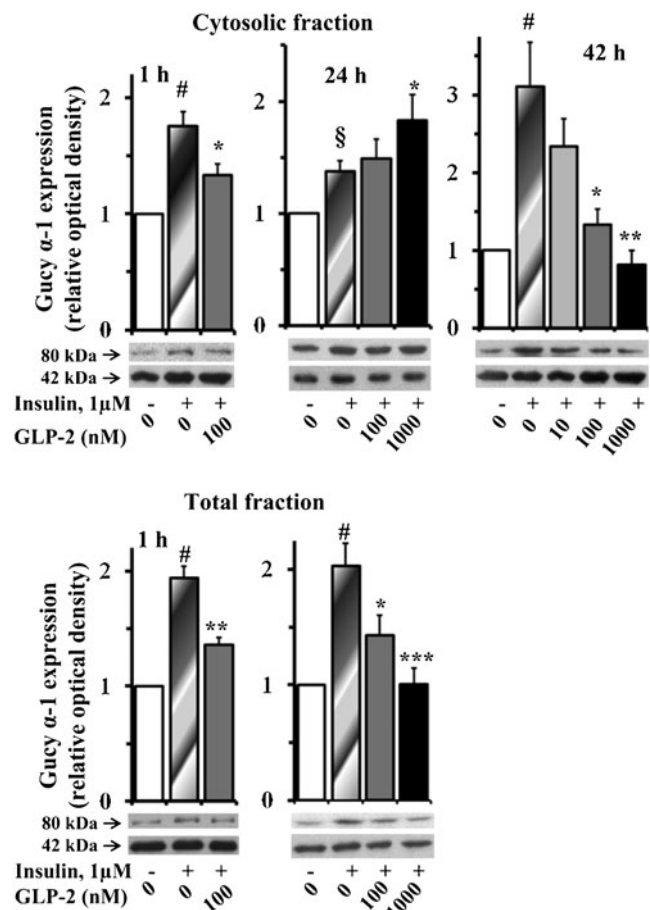 Cytosolic fraction
1 h
24 h
42 h
Gucy α-1 expression
(relative optical density)
#
*
2
1
0
§
*
2
1
0
#
*
**
3
2
1
0
80 kDa →
42 kDa →
Insulin, 1µM - + + - + + + - + + + +
GLP-2 (nM) 0 0 100 0 0 100 1000 0 0 10 100 1000
Total fraction
1 h
Gucy α-1 expression
(relative optical density)
#
**
2
1
0
#
*
***
2
1
0
80 kDa →
42 kDa →
Insulin, 1µM - + + - + + +
GLP-2 (nM) 0 0 100 0 0 100 1000